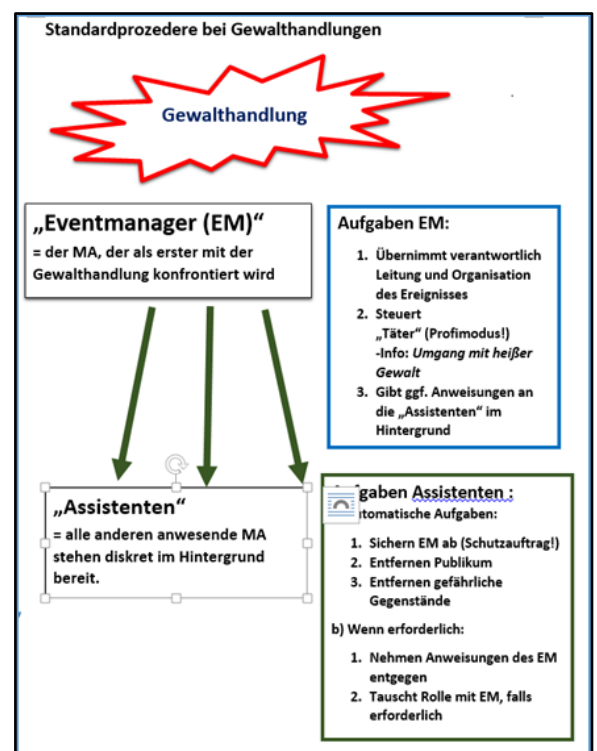 Standardprozedere bei Gewalthandlungen
Gewalthandlung
„Eventmanager (EM)“
= der MA, der als erster mit der
Gewalthandlung konfrontiert wird
Aufgaben EM:
1. Übernimmt verantwortlich
Leitung und Organisation
des Ereignisses
2. Steuert
„Täter“ (Profimodus!)
-Info: Umgang mit heißer
Gewalt
3. Gibt ggf. Anweisungen an
die „Assistenten“ im
Hintergrund
„Assistenten“
= alle anderen anwesende MA
stehen diskret im Hintergrund
bereit.
gaben Assistenten :
tomatische Aufgaben:
1. Sichern EM ab (Schutzauftrag!)
2. Entfernen Publikum
3. Entfernen gefährliche
Gegenstände
b) Wenn erforderlich:
1. Nehmen Anweisungen des EM
entgegen
2. Tauscht Rolle mit EM, falls
erforderlich